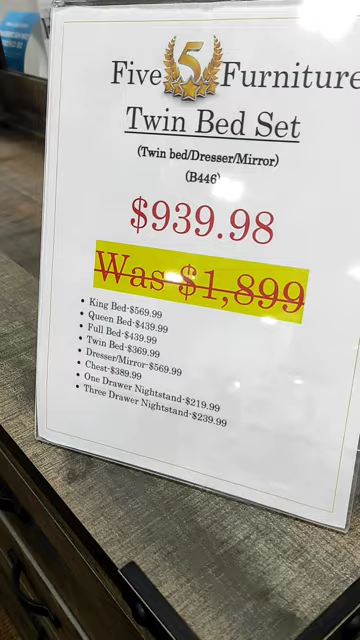 Five 5 Furniture
Twin Bed Set
(Twin bed/Dresser/Mirror)
(B446)
$939.98
Was $1,899
King Bed-$569.99
Queen Bed-$439.99
Full Bed-$439.99
Twin Bed-$369.99
Dresser/Mirror-$569.99
Chest-$389.99
One Drawer Nightstand-$219.99
Three Drawer Nightstand-$239.99